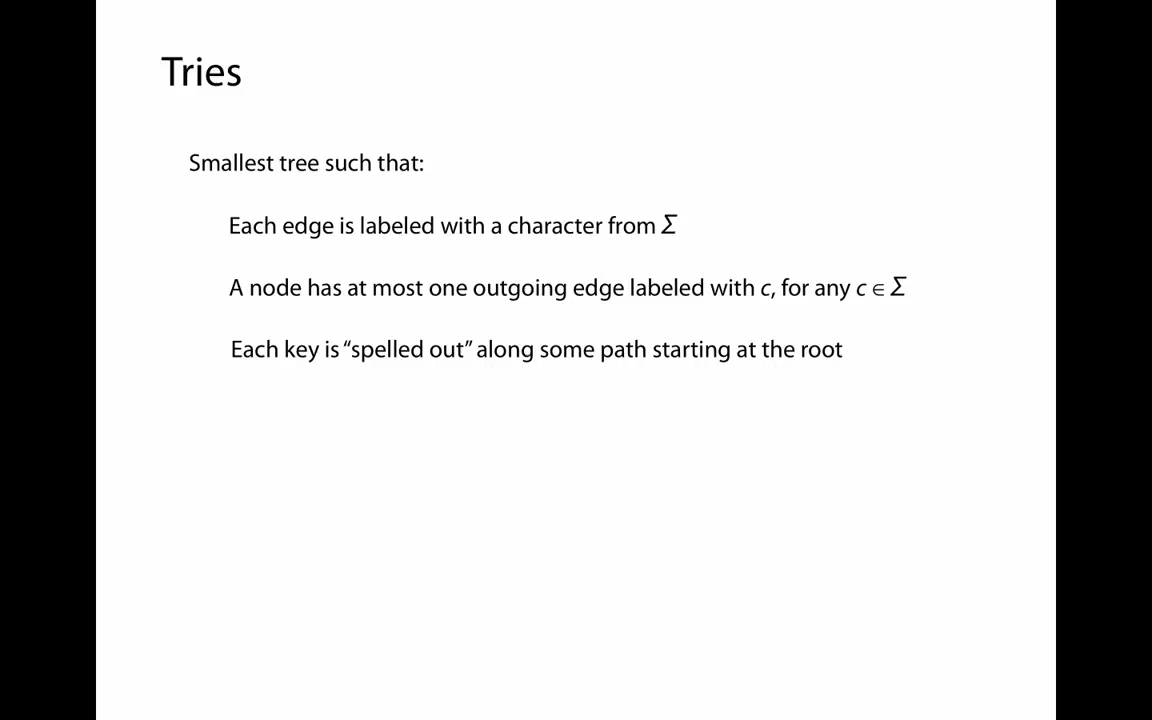 Tries
Smallest tree such that:
Each edge is labeled with a character from Σ
A node has at most one outgoing edge labeled with c, for any c ∈ Σ
Each key is “spelled out” along some path starting at the root